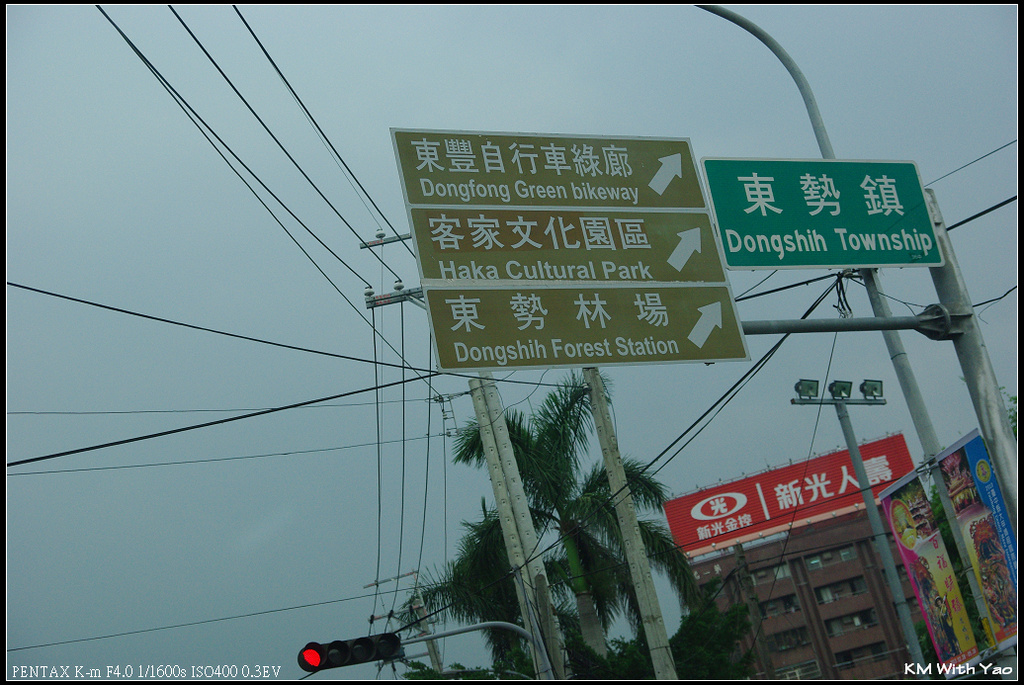 東豐自行車綠廊
Dongfong Green bikeway
客家文化園區
Haka Cultural Park
東勢林場
Dongshih Forest Station
東勢鎮
Dongshih Township
光
新光金控
新光人壽
PENTAX K-m F4.0 1/1600s ISO400 0.3EV
KM With Yao